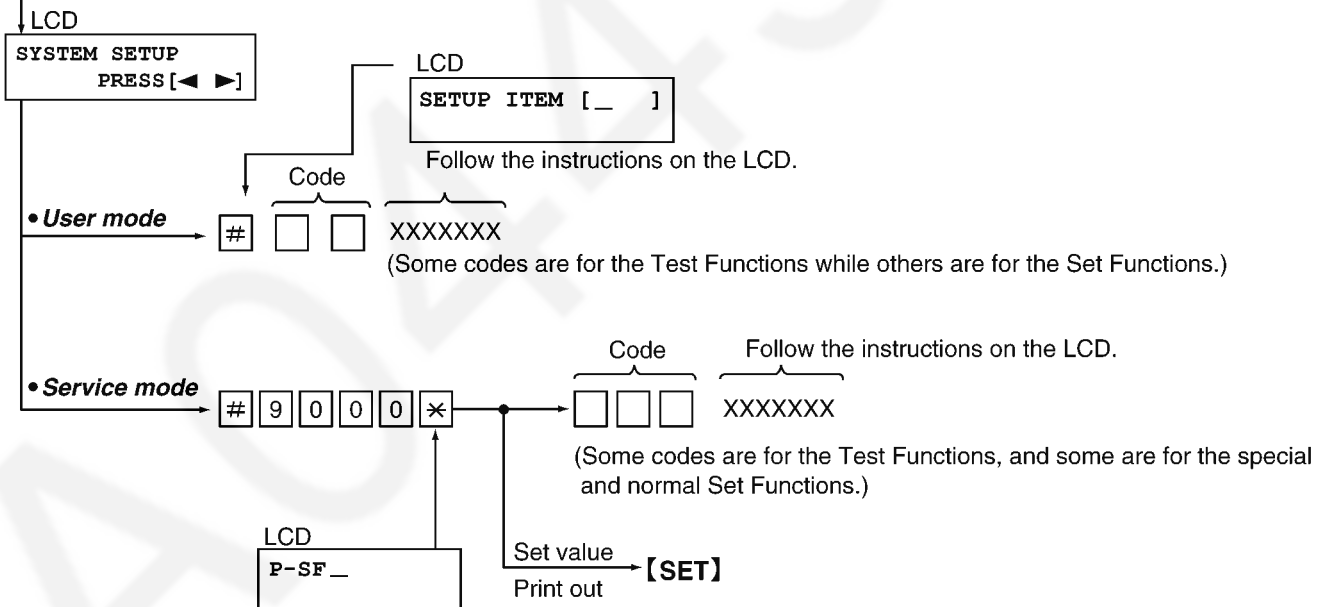 LCD
SYSTEM SETUP
PRESS[◄ ►]
LCD
SETUP ITEM [_ ]
Follow the instructions on the LCD.
Code
• User mode
# □ □ XXXXXXX
(Some codes are for the Test Functions while others are for the Set Functions.)
Code
Follow the instructions on the LCD.
• Service mode
# 9 0 0 0 * □ □ □ XXXXXXX
(Some codes are for the Test Functions, and some are for the special
and normal Set Functions.)
LCD
P-SF_
Set value
Print out
【SET】